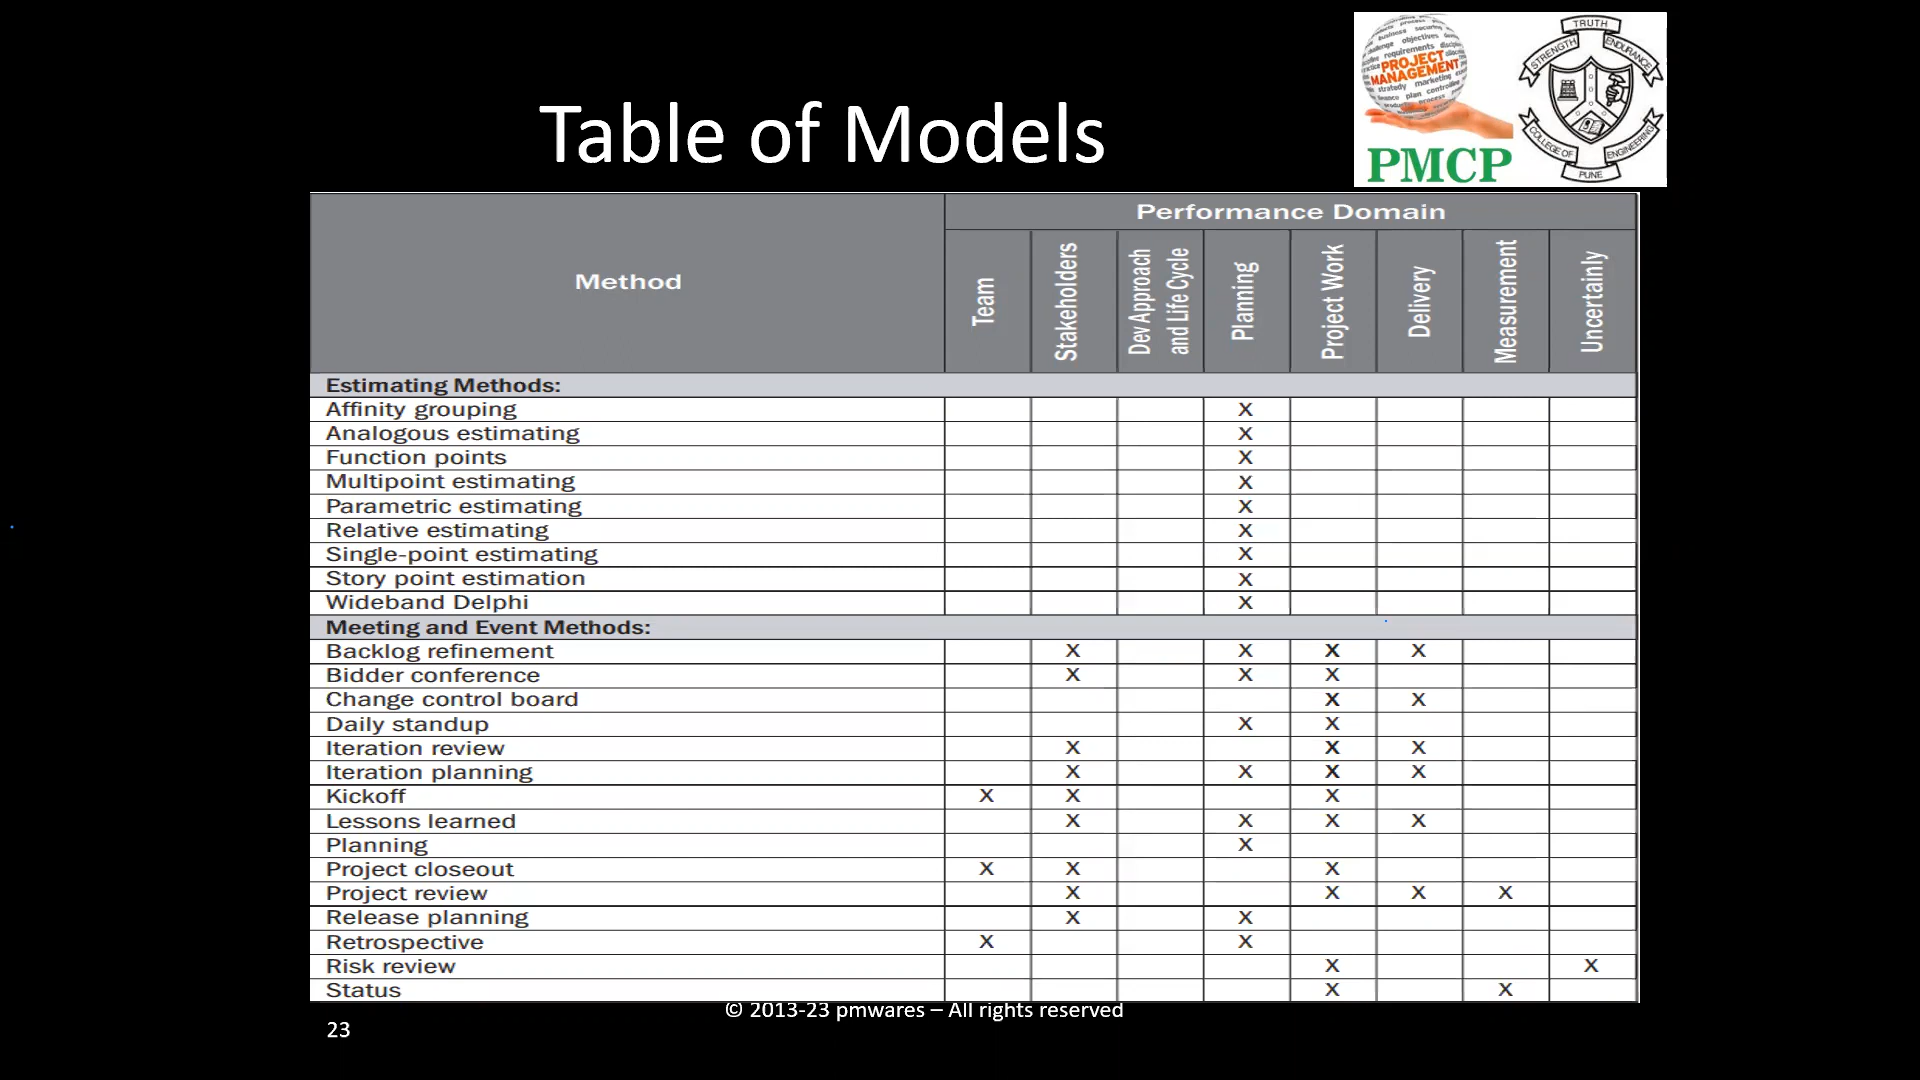 Table of Models
PROJECT
MANAGEMENT
PMCP
TRUTH
STRENGTH
ENDURANCE
COLLEGE OF
ENGINEERING
PUNE
Method
Performance Domain
Team
Stakeholders
Dev Approach
and Life Cycle
Planning
Project Work
Delivery
Measurement
Uncertainly
Estimating Methods:
Affinity grouping X
Analogous estimating X
Function points X
Multipoint estimating X
Parametric estimating X
Relative estimating X
Single-point estimating X
Story point estimation X
Wideband Delphi X
Meeting and Event Methods:
Backlog refinement X X X X
Bidder conference X X X
Change control board X X
Daily standup X X
Iteration review X X X
Iteration planning X X X X
Kickoff X X X
Lessons learned X X X X
Planning X
Project closeout X X X
Project review X X X X
Release planning X X
Retrospective X X
Risk review X X
Status X X
© 2013-23 pmwares – All rights reserved
23